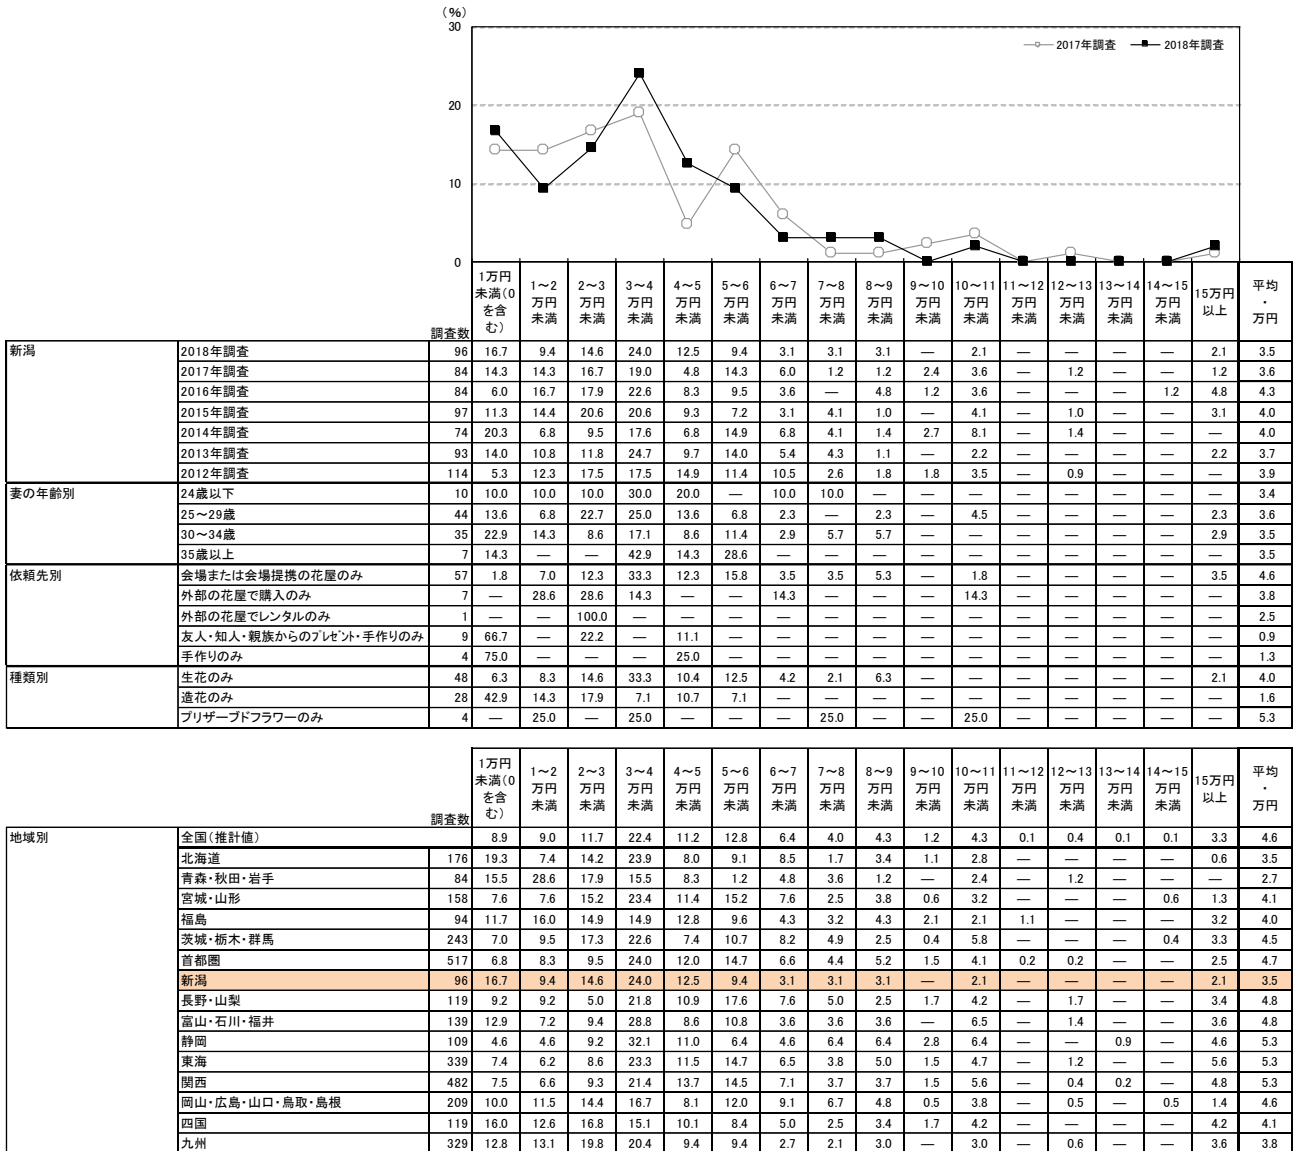 (%)
30
20
10
0
2017年調査 2018年調査
調査数 1万円未満(0を含む) 1～2万円未満 2～3万円未満 3～4万円未満 4～5万円未満 5～6万円未満 6～7万円未満 7～8万円未満 8～9万円未満 9～10万円未満 10～11万円未満 11～12万円未満 12～13万円未満 13～14万円未満 14～15万円未満 15万円以上 平均・万円
新潟 2018年調査 96 16.7 9.4 14.6 24.0 12.5 9.4 3.1 3.1 3.1 — 2.1 — — — — 2.1 3.5
2017年調査 84 14.3 14.3 16.7 19.0 4.8 14.3 6.0 1.2 1.2 2.4 3.6 — 1.2 — — 1.2 3.6
2016年調査 84 6.0 16.7 17.9 22.6 8.3 9.5 3.6 — 4.8 1.2 3.6 — — — 1.2 4.8 4.3
2015年調査 97 11.3 14.4 20.6 20.6 9.3 7.2 3.1 4.1 1.0 — 4.1 — 1.0 — — 3.1 4.0
2014年調査 74 20.3 6.8 9.5 17.6 6.8 14.9 6.8 4.1 1.4 2.7 8.1 — 1.4 — — — 4.0
2013年調査 93 14.0 10.8 11.8 24.7 9.7 14.0 5.4 4.3 1.1 — 2.2 — — — — 2.2 3.7
2012年調査 114 5.3 12.3 17.5 17.5 14.9 11.4 10.5 2.6 1.8 1.8 3.5 — 0.9 — — — 3.9
妻の年齢別 24歳以下 10 10.0 10.0 10.0 30.0 20.0 — 10.0 10.0 — — — — — — — — 3.4
25～29歳 44 13.6 6.8 22.7 25.0 13.6 6.8 2.3 — 2.3 — 4.5 — — — — 2.3 3.6
30～34歳 35 22.9 14.3 8.6 17.1 8.6 11.4 2.9 5.7 5.7 — — — — — — 2.9 3.5
35歳以上 7 14.3 — — 42.9 14.3 28.6 — — — — — — — — — — 3.5
依頼先別 会場または会場提携の花屋のみ 57 1.8 7.0 12.3 33.3 12.3 15.8 3.5 3.5 5.3 — 1.8 — — — — 3.5 4.6
外部の花屋で購入のみ 7 — 28.6 28.6 14.3 — — 14.3 — — — 14.3 — — — — — 3.8
外部の花屋でレンタルのみ 1 — — 100.0 — — — — — — — — — — — — — 2.5
友人・知人・親族からのプレゼント・手作りのみ 9 66.7 — 22.2 — 11.1 — — — — — — — — — — — 0.9
手作りのみ 4 75.0 — — — 25.0 — — — — — — — — — — — 1.3
種類別 生花のみ 48 6.3 8.3 14.6 33.3 10.4 12.5 4.2 2.1 6.3 — — — — — — 2.1 4.0
造花のみ 28 42.9 14.3 17.9 7.1 10.7 7.1 — — — — — — — — — — 1.6
プリザーブドフラワーのみ 4 — 25.0 — 25.0 — — — 25.0 — — 25.0 — — — — — 5.3
調査数 1万円未満(0を含む) 1～2万円未満 2～3万円未満 3～4万円未満 4～5万円未満 5～6万円未満 6～7万円未満 7～8万円未満 8～9万円未満 9～10万円未満 10～11万円未満 11～12万円未満 12～13万円未満 13～14万円未満 14～15万円未満 15万円以上 平均・万円
地域別 全国(推計値) 8.9 9.0 11.7 22.4 11.2 12.8 6.4 4.0 4.3 1.2 4.3 0.1 0.4 0.1 0.1 3.3 4.6
北海道 176 19.3 7.4 14.2 23.9 8.0 9.1 8.5 1.7 3.4 1.1 2.8 — — — — 0.6 3.5
青森・秋田・岩手 84 15.5 28.6 17.9 15.5 8.3 1.2 4.8 3.6 1.2 — 2.4 — 1.2 — — — 2.7
宮城・山形 158 7.6 7.6 15.2 23.4 11.4 15.2 7.6 2.5 3.8 0.6 3.2 — — — 0.6 1.3 4.1
福島 94 11.7 16.0 14.9 14.9 12.8 9.6 4.3 3.2 4.3 2.1 2.1 1.1 — — — 3.2 4.0
茨城・栃木・群馬 243 7.0 9.5 17.3 22.6 7.4 10.7 8.2 4.9 2.5 0.4 5.8 — — — 0.4 3.3 4.5
首都圏 517 6.8 8.3 9.5 24.0 12.0 14.7 6.6 4.4 5.2 1.5 4.1 0.2 0.2 — — 2.5 4.7
新潟 96 16.7 9.4 14.6 24.0 12.5 9.4 3.1 3.1 3.1 — 2.1 — — — — 2.1 3.5
長野・山梨 119 9.2 9.2 5.0 21.8 10.9 17.6 7.6 5.0 2.5 1.7 4.2 — 1.7 — — 3.4 4.8
富山・石川・福井 139 12.9 7.2 9.4 28.8 8.6 10.8 3.6 3.6 3.6 — 6.5 — 1.4 — — 3.6 4.8
静岡 109 4.6 4.6 9.2 32.1 11.0 6.4 4.6 6.4 6.4 2.8 6.4 — — 0.9 — 4.6 5.3
東海 339 7.4 6.2 8.6 23.3 11.5 14.7 6.5 3.8 5.0 1.5 4.7 — 1.2 — — 5.6 5.3
関西 482 7.5 6.6 9.3 21.4 13.7 14.5 7.1 3.7 3.7 1.5 5.6 — 0.4 0.2 — 4.8 5.3
岡山・広島・山口・鳥取・島根 209 10.0 11.5 14.4 16.7 8.1 12.0 9.1 6.7 4.8 0.5 3.8 — 0.5 — 0.5 1.4 4.6
四国 119 16.0 12.6 16.8 15.1 10.1 8.4 5.0 2.5 3.4 1.7 4.2 — — — — 4.2 4.1
九州 329 12.8 13.1 19.8 20.4 9.4 9.4 2.7 2.1 3.0 — 3.0 — 0.6 — — 3.6 3.8